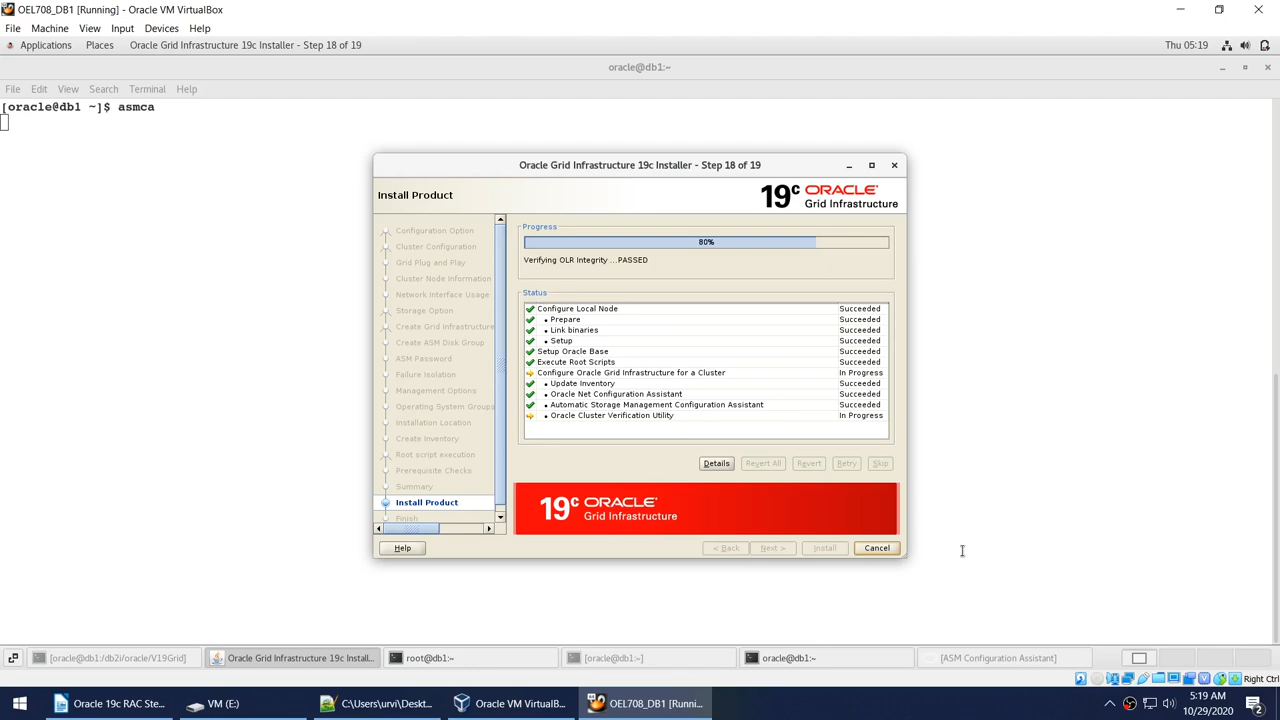 OEL708_DB1 [Running] - Oracle VM VirtualBox
File Machine View Input Devices Help
Applications Places Oracle Grid Infrastructure 19c Installer - Step 18 of 19 Thu 05:19
oracle@db1:~
File Edit View Search Terminal Help
[oracle@db1 ~]$ asmca
Oracle Grid Infrastructure 19c Installer - Step 18 of 19
Install Product
19c ORACLE
Grid Infrastructure
Configuration Option
Cluster Configuration
Grid Plug and Play
Cluster Node Information
Network Interface Usage
Storage Option
Create Grid Infrastructure
Create ASM Disk Group
ASM Password
Failure Isolation
Management Options
Operating System Groups
Installation Location
Create Inventory
Root script execution
Prerequisite Checks
Summary
Install Product
Finish
Progress
80%
Verifying OLR Integrity ...PASSED
Status
Configure Local Node Succeeded
• Prepare Succeeded
• Link binaries Succeeded
• Setup Succeeded
Setup Oracle Base Succeeded
Execute Root Scripts Succeeded
Configure Oracle Grid Infrastructure for a Cluster In Progress
• Update Inventory Succeeded
• Oracle Net Configuration Assistant Succeeded
• Automatic Storage Management Configuration Assistant Succeeded
• Oracle Cluster Verification Utility In Progress
Details Revert All Revert Retry Skip
19c ORACLE
Grid Infrastructure
Help < Back Next > Install Cancel
[oracle@db1:/db2i/oracle/V19Grid] Oracle Grid Infrastructure 19c Install... root@db1:~ [oracle@db1:~] oracle@db1:~ [ASM Configuration Assistant]
Right Ctrl
Oracle 19c RAC Ste... VM (E:) C:\Users\urvi\Deskt... Oracle VM VirtualB... OEL708_DB1 [Runni... 5:19 AM
10/29/2020
2